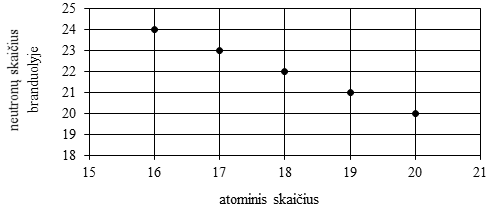 neutronų skaičius
branduolyje
25
24
23
22
21
20
19
18
15 16 17 18 19 20 21
atominis skaičius